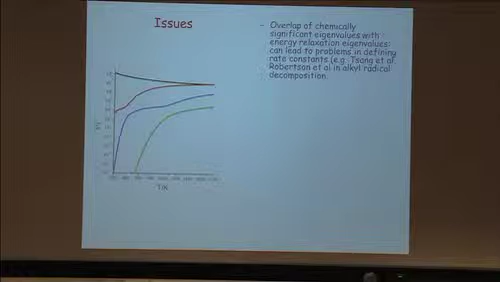 Issues
- Overlap of chemically
significant eigenvalues with
energy relaxation eigenvalues:
can lead to problems in defining
rate constants (e.g. Tsang et al,
Robertson et al in alkyl radical
decomposition.
T/K